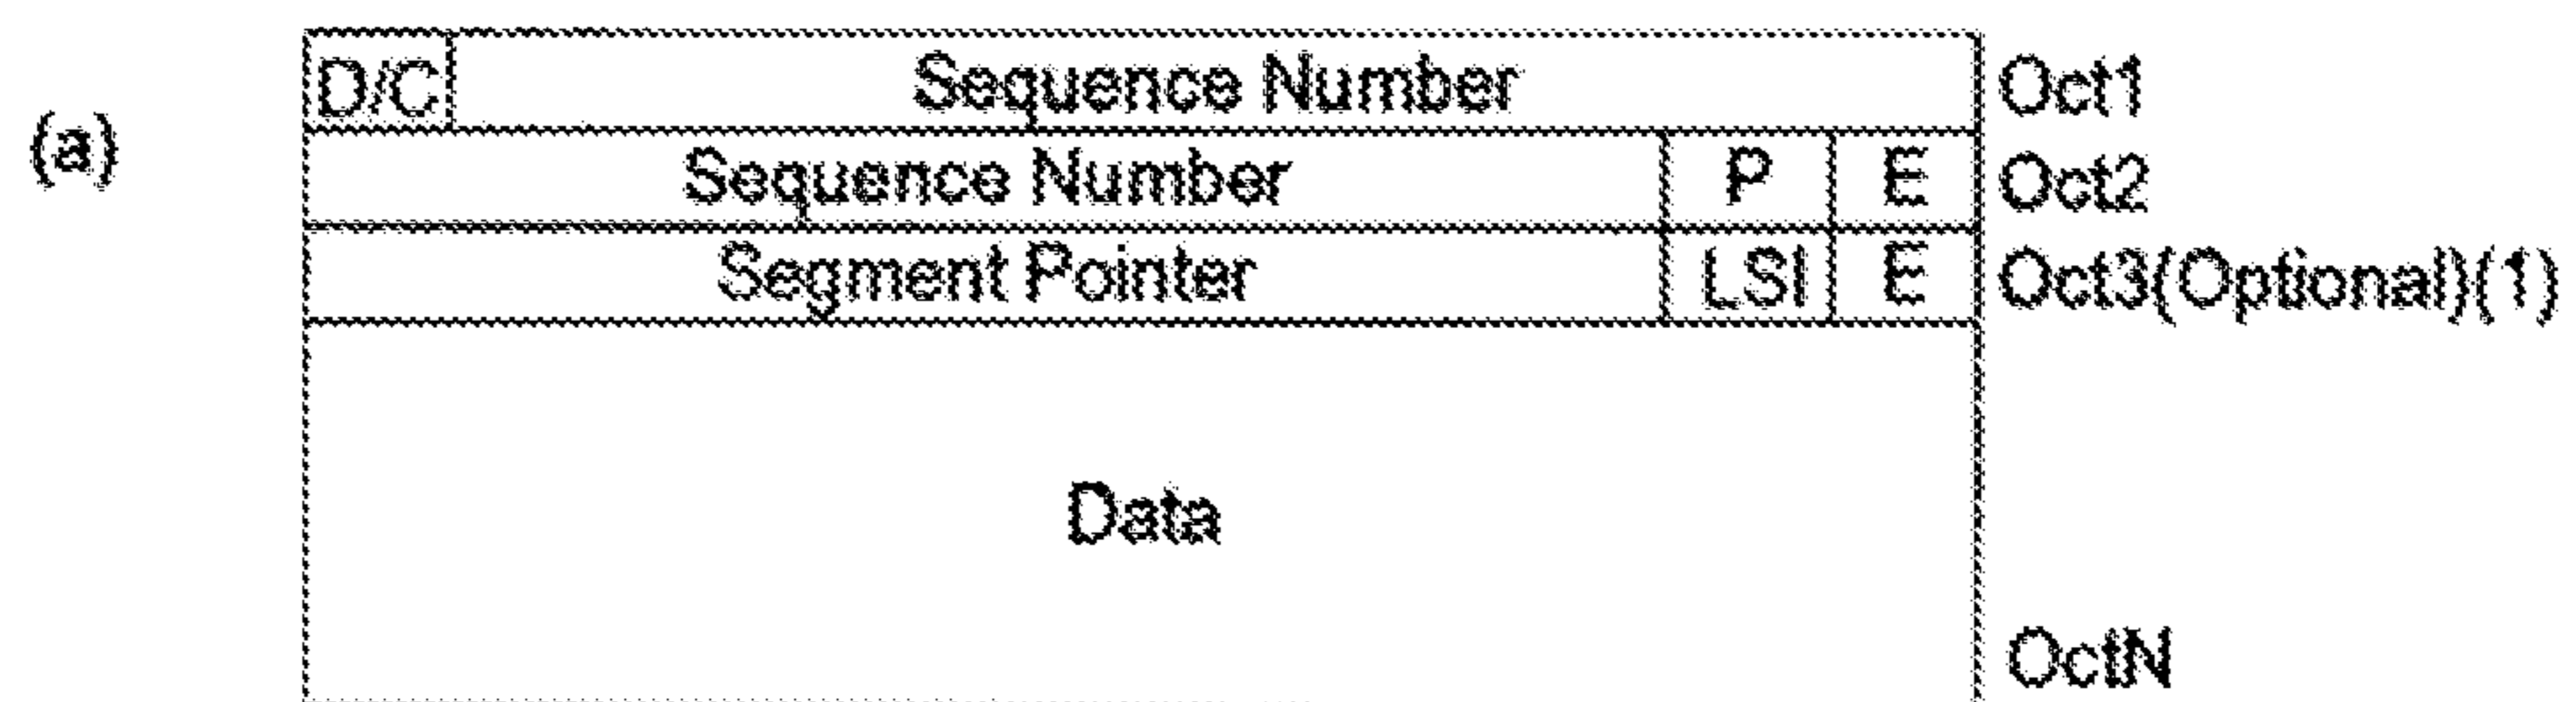 D/C Sequence Number Oct1
(a)
Sequence Number P E Oct2
Segment Pointer LSI E Oct3(Optional)(1)
Data
OctN